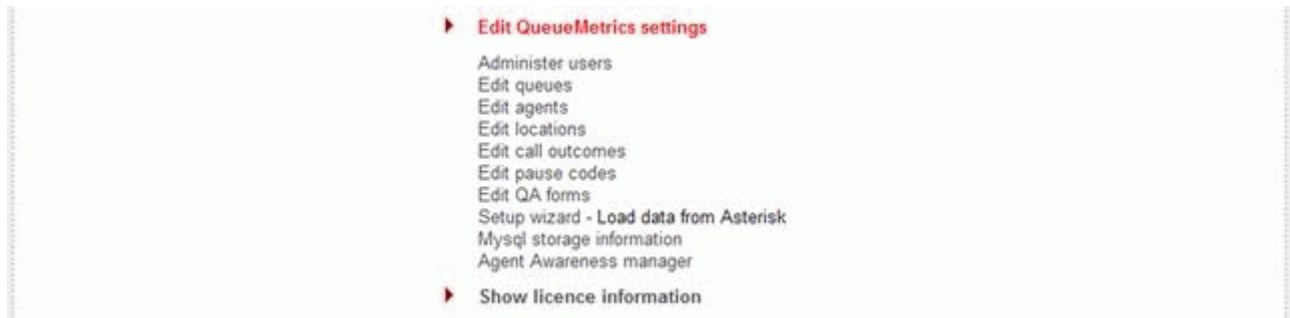 Edit QueueMetrics settings
Administer users
Edit queues
Edit agents
Edit locations
Edit call outcomes
Edit pause codes
Edit QA forms
Setup wizard - Load data from Asterisk
Mysql storage information
Agent Awareness manager
Show licence information